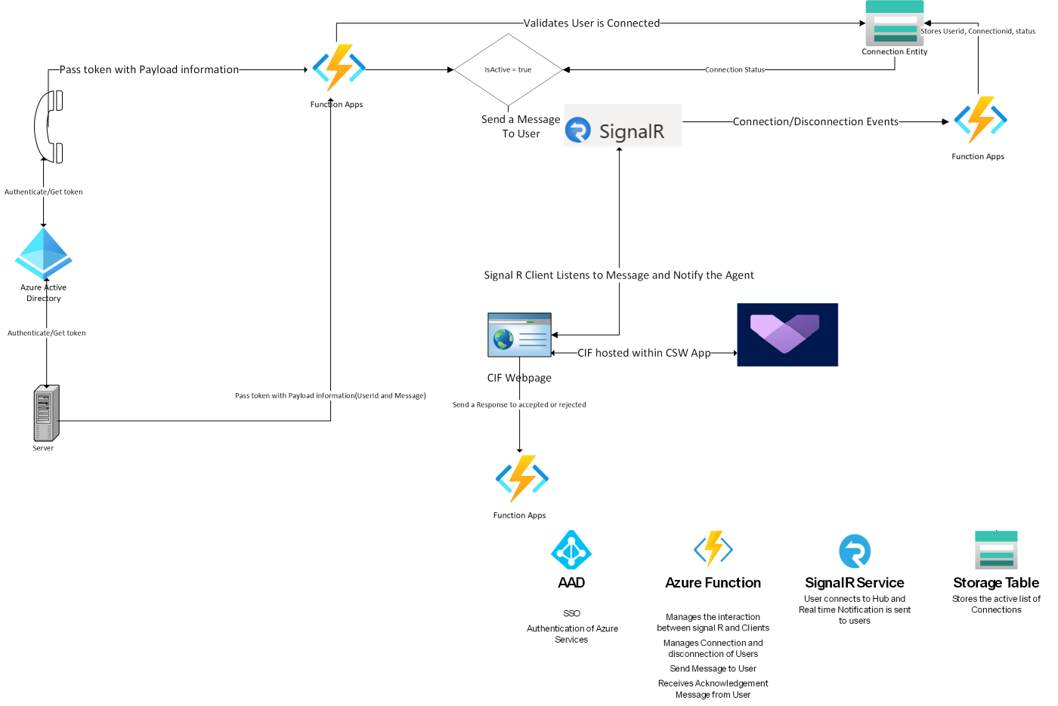 Validates User is Connected
Stores Userid, Connectionid, status
Connection Entity
Pass token with Payload information
IsActive = true
Connection Status
Function Apps
Send a Message
To User
SignalR
Connection/Disconnection Events
Function Apps
Authenticate/Get token
Azure Active
Directory
Signal R Client Listens to Message and Notify the Agent
Authenticate/Get token
CIF hosted within CSW App
CIF Webpage
Pass token with Payload information(UserId and Message)
Send a Response to accepted or rejected
Server
Function Apps
AAD
SSO
Authentication of Azure
Services
Azure Function
Manages the interaction
between signal R and Clients
Manages Connection and
disconnection of Users
Send Message to User
Receives Acknowledgement
Message from User
SignalR Service
User connects to Hub and
Real time Notification is sent
to users
Storage Table
Stores the active list of
Connections